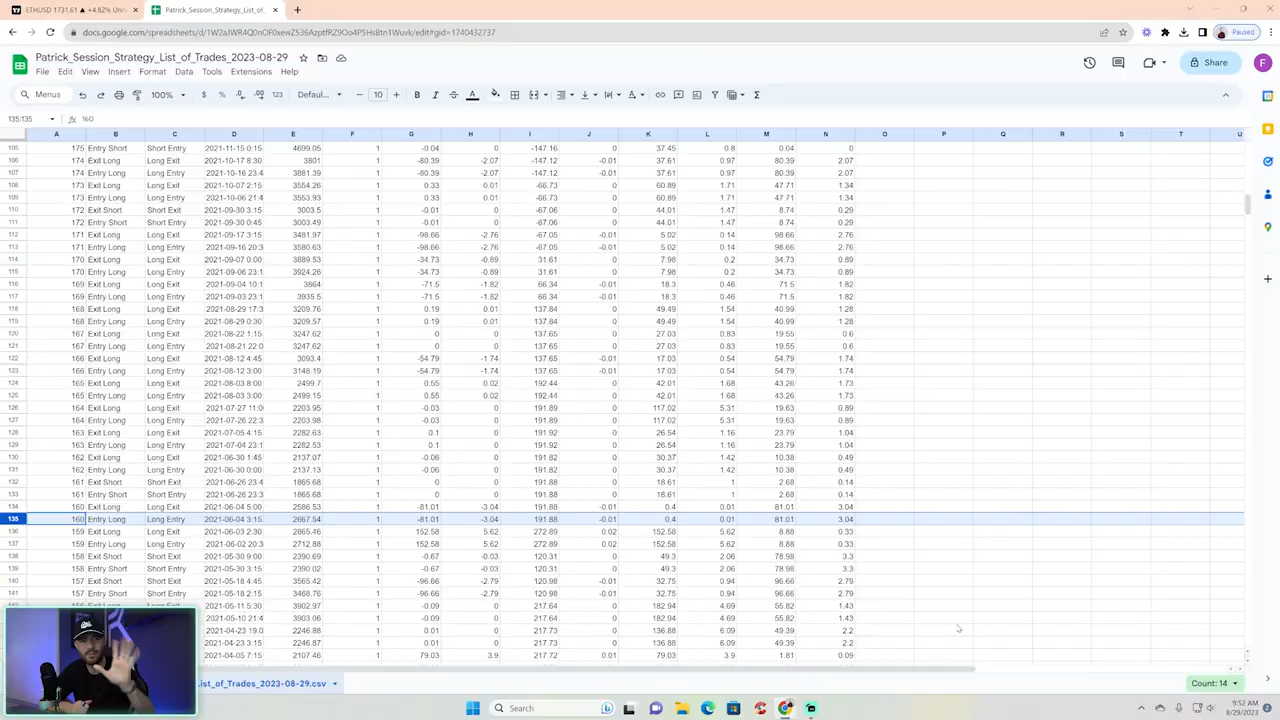 ETHUSD 1731.61 ▲ +4.82% Un
Patrick_Session_Strategy_List_of_
docs.google.com/spreadsheets/d/1W2aJWR4Q0nOF0xewZ536AzptfRZ9Oo4P5HsBtn1Wuvk/edit#gid=1740432737
Paused
Patrick_Session_Strategy_List_of_Trades_2023-08-29
File Edit View Insert Format Data Tools Extensions Help
Share
F
Menus 100% $ % .0 .00 123 Defaul... 10 B I A
135:135 160
A B C D E F G H I J K L M N O P Q R S T U
105 175 Entry Short Short Entry 2021-11-15 0:15 4699.05 1 -0.04 0 -147.16 0 37.45 0.8 0.04 0
106 174 Exit Long Long Exit 2021-10-17 8:30 3801 1 -80.39 -2.07 -147.12 -0.01 37.61 0.97 80.39 2.07
107 174 Entry Long Long Entry 2021-10-16 23:4 3881.39 1 -80.39 -2.07 -147.12 -0.01 37.61 0.97 80.39 2.07
108 173 Exit Long Long Exit 2021-10-07 2:15 3554.26 1 0.33 0.01 -66.73 0 60.89 1.71 47.71 1.34
109 173 Entry Long Long Entry 2021-10-06 21:4 3553.93 1 0.33 0.01 -66.73 0 60.89 1.71 47.71 1.34
110 172 Exit Short Short Exit 2021-09-30 3:15 3003.5 1 -0.01 0 -67.06 0 44.01 1.47 8.74 0.29
111 172 Entry Short Short Entry 2021-09-30 0:45 3003.49 1 -0.01 0 -67.06 0 44.01 1.47 8.74 0.29
112 171 Exit Long Long Exit 2021-09-17 3:15 3481.97 1 -98.66 -2.76 -67.05 -0.01 5.02 0.14 98.66 2.76
113 171 Entry Long Long Entry 2021-09-16 20:3 3580.63 1 -98.66 -2.76 -67.05 -0.01 5.02 0.14 98.66 2.76
114 170 Exit Long Long Exit 2021-09-07 0:00 3889.53 1 -34.73 -0.89 31.61 0 7.98 0.2 34.73 0.89
115 170 Entry Long Long Entry 2021-09-06 23:1 3924.26 1 -34.73 -0.89 31.61 0 7.98 0.2 34.73 0.89
116 169 Exit Long Long Exit 2021-09-04 10:1 3864 1 -71.5 -1.82 66.34 -0.01 18.3 0.46 71.5 1.82
117 169 Entry Long Long Entry 2021-09-03 23:1 3935.5 1 -71.5 -1.82 66.34 -0.01 18.3 0.46 71.5 1.82
118 168 Exit Long Long Exit 2021-08-29 17:3 3209.76 1 0.19 0.01 137.84 0 49.49 1.54 40.99 1.28
119 168 Entry Long Long Entry 2021-08-29 0:30 3209.57 1 0.19 0.01 137.84 0 49.49 1.54 40.99 1.28
120 167 Exit Long Long Exit 2021-08-22 1:15 3247.62 1 0 0 137.65 0 27.03 0.83 19.55 0.6
121 167 Entry Long Long Entry 2021-08-21 22:0 3247.62 1 0 0 137.65 0 27.03 0.83 19.55 0.6
122 166 Exit Long Long Exit 2021-08-12 4:45 3093.4 1 -54.79 -1.74 137.65 -0.01 17.03 0.54 54.79 1.74
123 166 Entry Long Long Entry 2021-08-12 3:00 3148.19 1 -54.79 -1.74 137.65 -0.01 17.03 0.54 54.79 1.74
124 165 Exit Long Long Exit 2021-08-03 8:00 2499.7 1 0.55 0.02 192.44 0 42.01 1.68 43.26 1.73
125 165 Entry Long Long Entry 2021-08-03 3:00 2499.15 1 0.55 0.02 192.44 0 42.01 1.68 43.26 1.73
126 164 Exit Long Long Exit 2021-07-27 11:0 2203.95 1 -0.03 0 191.89 0 117.02 5.31 19.63 0.89
127 164 Entry Long Long Entry 2021-07-26 22:3 2203.98 1 -0.03 0 191.89 0 117.02 5.31 19.63 0.89
128 163 Exit Long Long Exit 2021-07-05 4:15 2282.63 1 0.1 0 191.92 0 26.54 1.16 23.79 1.04
129 163 Entry Long Long Entry 2021-07-04 23:1 2282.53 1 0.1 0 191.92 0 26.54 1.16 23.79 1.04
130 162 Exit Long Long Exit 2021-06-30 1:45 2137.07 1 -0.06 0 191.82 0 30.37 1.42 10.38 0.49
131 162 Entry Long Long Entry 2021-06-30 0:00 2137.13 1 -0.06 0 191.82 0 30.37 1.42 10.38 0.49
132 161 Exit Short Short Exit 2021-06-26 23:4 1865.68 1 0 0 191.88 0 18.61 1 2.68 0.14
133 161 Entry Short Short Entry 2021-06-26 23:3 1865.68 1 0 0 191.88 0 18.61 1 2.68 0.14
134 160 Exit Long Long Exit 2021-06-04 5:00 2586.53 1 -81.01 -3.04 191.88 -0.01 0.4 0.01 81.01 3.04
135 160 Entry Long Long Entry 2021-06-04 3:15 2667.54 1 -81.01 -3.04 191.88 -0.01 0.4 0.01 81.01 3.04
136 159 Exit Long Long Exit 2021-06-03 2:30 2865.46 1 152.58 5.62 272.89 0.02 152.58 5.62 8.88 0.33
137 159 Entry Long Long Entry 2021-06-02 20:3 2712.88 1 152.58 5.62 272.89 0.02 152.58 5.62 8.88 0.33
138 158 Exit Short Short Exit 2021-05-30 9:00 2390.69 1 -0.67 -0.03 120.31 0 49.3 2.06 78.98 3.3
139 158 Entry Short Short Entry 2021-05-30 3:15 2390.02 1 -0.67 -0.03 120.31 0 49.3 2.06 78.98 3.3
140 157 Exit Short Short Exit 2021-05-18 4:45 3565.42 1 -96.66 -2.79 120.98 -0.01 32.75 0.94 96.66 2.79
141 157 Entry Short Short Entry 2021-05-18 2:15 3468.76 1 -96.66 -2.79 120.98 -0.01 32.75 0.94 96.66 2.79
2021-05-11 5:30 3902.97 1 -0.09 0 217.64 0 182.94 4.69 55.82 1.43
2021-05-11 21:4 3903.06 1 -0.09 0 217.64 0 182.94 4.69 55.82 1.43
2021-04-23 19:0 2246.88 1 0.01 0 217.73 0 136.88 6.09 49.39 2.2
2021-04-23 3:15 2246.87 1 0.01 0 217.73 0 136.88 6.09 49.39 2.2
2021-04-05 7:15 2107.46 1 79.03 3.9 217.72 0.01 79.03 3.9 1.81 0.09
List_of_Trades_2023-08-29.csv
Count: 14
Search
9:52 AM
8/29/2023